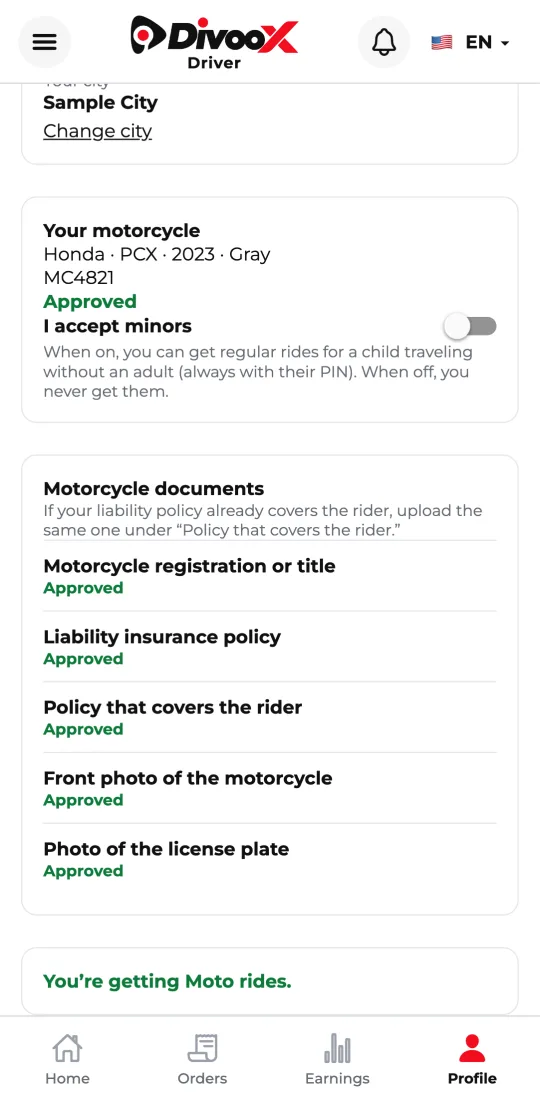 DivooX
Driver
EN
Your city
Sample City
Change city
Your motorcycle
Honda · PCX · 2023 · Gray
MC4821
Approved
I accept minors
When on, you can get regular rides for a child traveling
without an adult (always with their PIN). When off, you
never get them.
Motorcycle documents
If your liability policy already covers the rider, upload the
same one under “Policy that covers the rider.”
Motorcycle registration or title
Approved
Liability insurance policy
Approved
Policy that covers the rider
Approved
Front photo of the motorcycle
Approved
Photo of the license plate
Approved
You’re getting Moto rides.
Home
Orders
Earnings
Profile